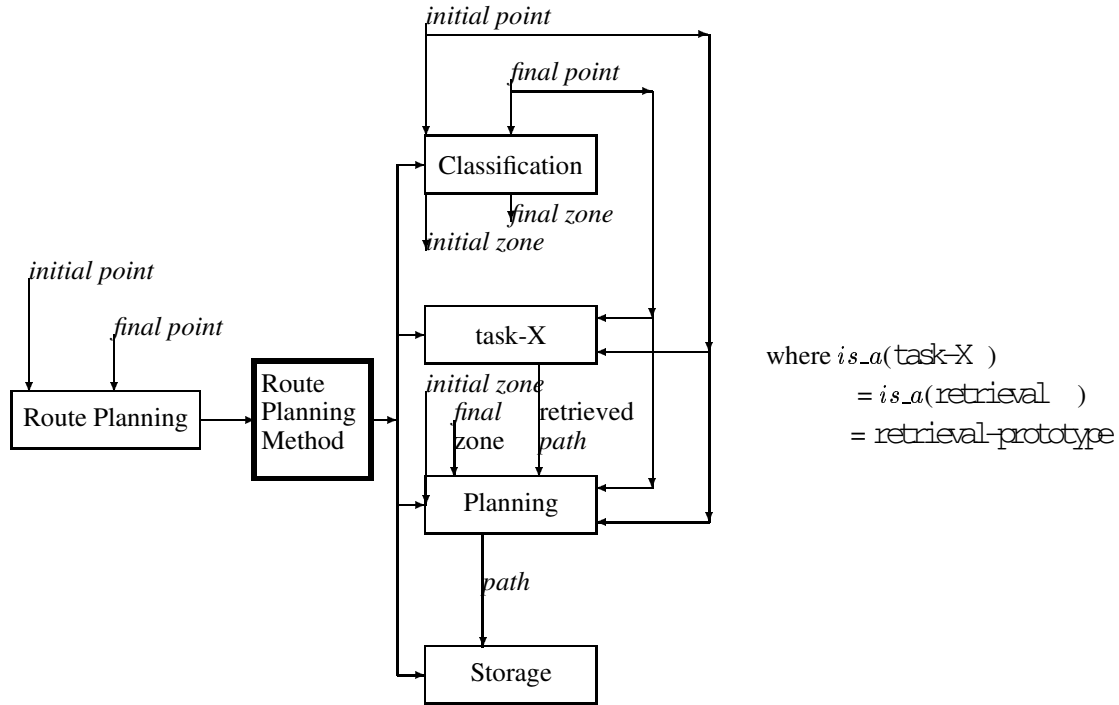 initial point
final point
Classification
final zone
initial zone
initial point
final point
task-X
where is_a(task-X )
= is_a(retrieval )
= retrieval-prototype
Route Planning
Route
Planning
Method
initial zone
final
zone
retrieved
path
Planning
path
Storage